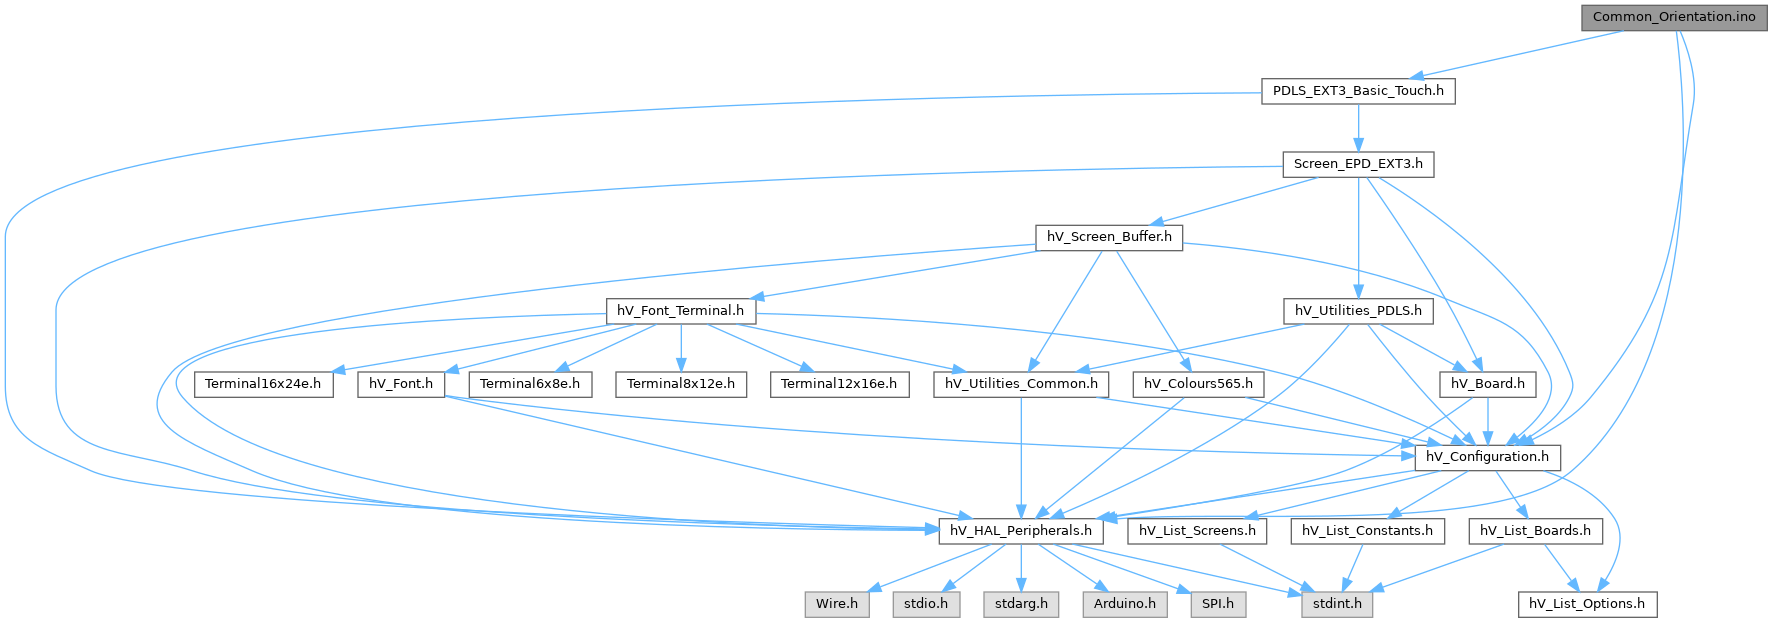 Common_Orientation.ino
PDLS_EXT3_Basic_Touch.h
Screen_EPD_EXT3.h
hV_Screen_Buffer.h
hV_Font_Terminal.h
hV_Utilities_PDLS.h
Terminal16x24e.h
hV_Font.h
Terminal6x8e.h
Terminal8x12e.h
Terminal12x16e.h
hV_Utilities_Common.h
hV_Colours565.h
hV_Board.h
hV_Configuration.h
hV_HAL_Peripherals.h
hV_List_Screens.h
hV_List_Constants.h
hV_List_Boards.h
Wire.h
stdio.h
stdarg.h
Arduino.h
SPI.h
stdint.h
hV_List_Options.h